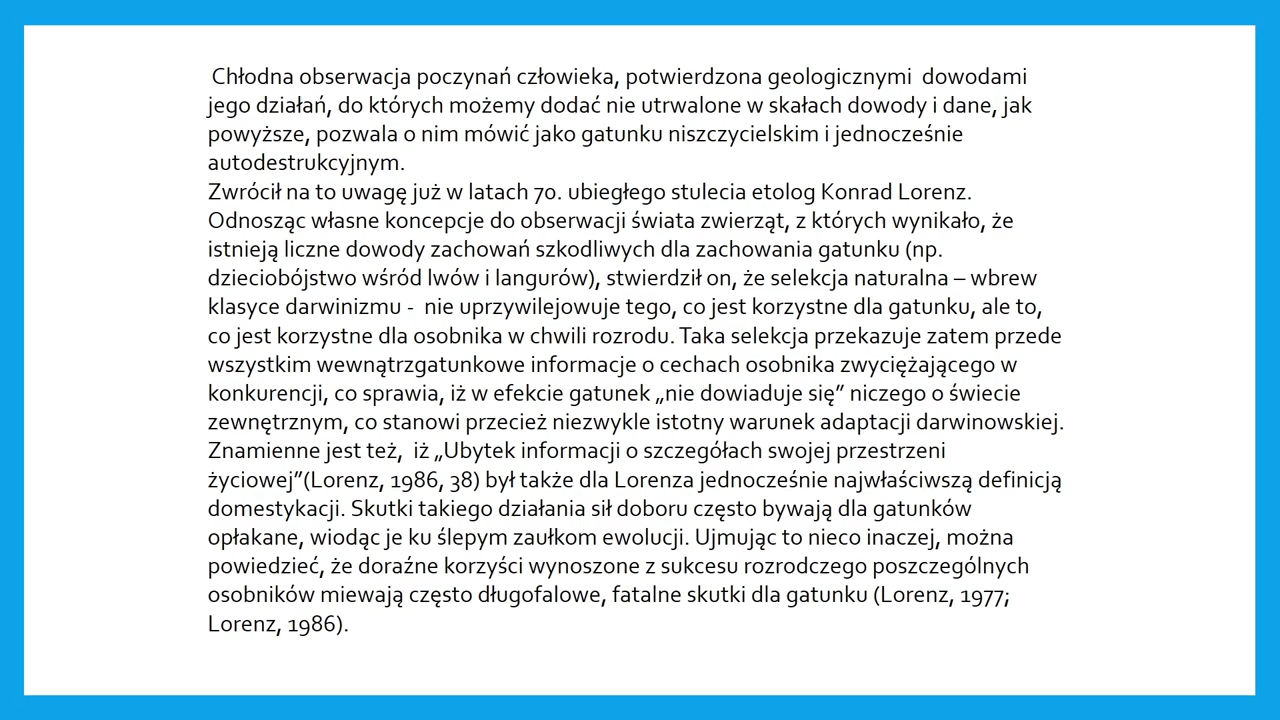 Chłodna obserwacja poczynań człowieka, potwierdzona geologicznymi  dowodami
jego działań, do których możemy dodać nie utrwalone w skałach dowody i dane, jak
powyższe, pozwala o nim mówić jako gatunku niszczycielskim i jednocześnie
autodestrukcyjnym.
Zwrócił na to uwagę już w latach 70. ubiegłego stulecia etolog Konrad Lorenz.
Odnosząc własne koncepcje do obserwacji świata zwierząt, z których wynikało, że
istnieją liczne dowody zachowań szkodliwych dla zachowania gatunku (np.
dzieciobójstwo wśród lwów i langurów), stwierdził on, że selekcja naturalna – wbrew
klasyce darwinizmu -  nie uprzywilejowuje tego, co jest korzystne dla gatunku, ale to,
co jest korzystne dla osobnika w chwili rozrodu. Taka selekcja przekazuje zatem przede
wszystkim wewnątrzgatunkowe informacje o cechach osobnika zwyciężającego w
konkurencji, co sprawia, iż w efekcie gatunek „nie dowiaduje się” niczego o świecie
zewnętrznym, co stanowi przecież niezwykle istotny warunek adaptacji darwinowskiej.
Znamienne jest też,  iż „Ubytek informacji o szczegółach swojej przestrzeni
życiowej”(Lorenz, 1986, 38) był także dla Lorenza jednocześnie najwłaściwszą definicją
domestykacji. Skutki takiego działania sił doboru często bywają dla gatunków
opłakane, wiodąc je ku ślepym zaułkom ewolucji. Ujmując to nieco inaczej, można
powiedzieć, że doraźne korzyści wynoszone z sukcesu rozrodczego poszczególnych
osobników miewają często długofalowe, fatalne skutki dla gatunku (Lorenz, 1977;
Lorenz, 1986).